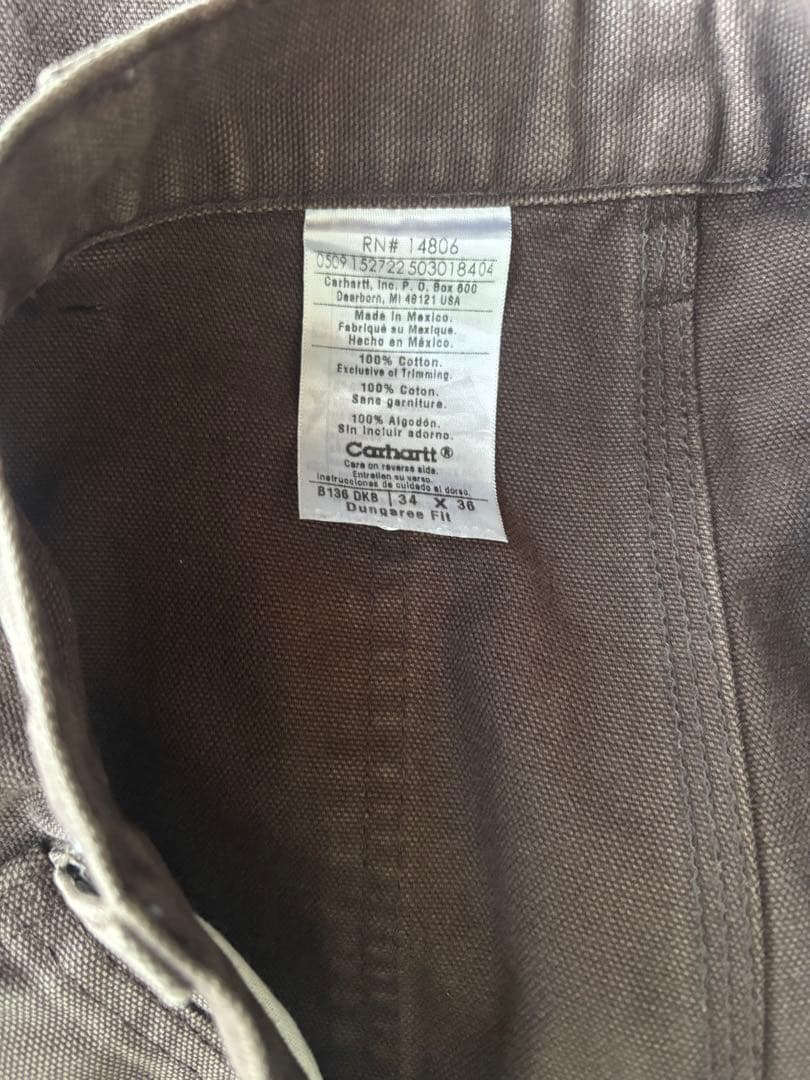 RN# 14806
0509 152722 503018404
Carhartt, Inc. P. O. Box 600
Dearborn, MI 48121 USA
Made in Mexico.
Fabriqué au Mexique.
Hecho en México.
100% Cotton.
Exclusive of Trimming.
100% Coton.
Sans garniture.
100% Algodón.
Sin incluir adorno.
Carhartt®
Care on reverse side.
Entretien au verso.
Instrucciones de cuidado al dorso.
B136 DKB | 34 X 36
Dungaree Fit